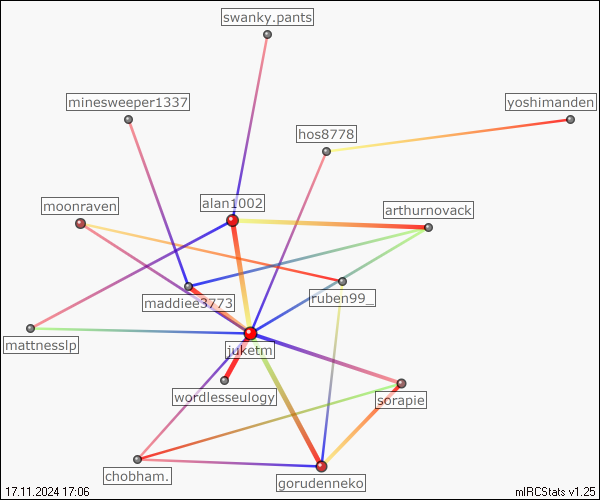 swanky.pants
minesweeper1337
yoshimanden
hos8778
moonraven
alan1002
arthurnovack
maddiee3773
ruben99_
mattnesslp
juketm
wordlesseulogy
sorapie
chobham.
gorudenneko
17.11.2024 17:06
mIRCStats v1.25